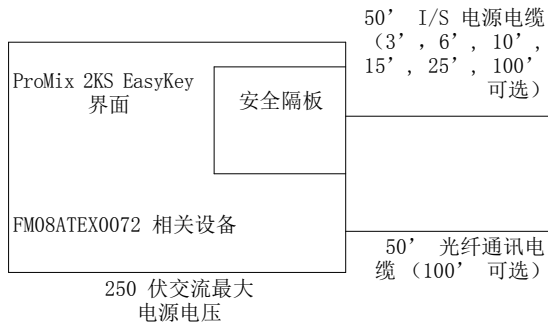 50’ I/S 电源电缆
（3’, 6’, 10’,
15’, 25’, 100’
可选）
ProMix 2KS EasyKey
界面
安全隔板
FM08ATEX0072 相关设备
50’ 光纤通讯电
缆 （100’ 可选）
250 伏交流最大
电源电压